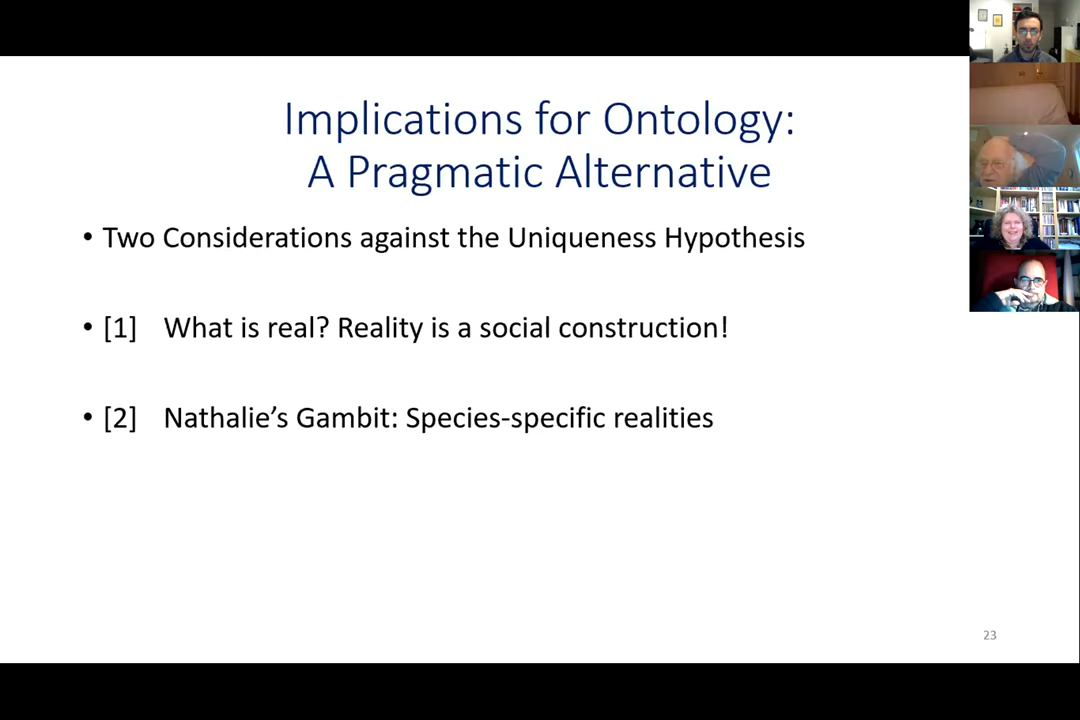 Implications for Ontology:
A Pragmatic Alternative
• Two Considerations against the Uniqueness Hypothesis
• [1] What is real? Reality is a social construction!
• [2] Nathalie’s Gambit: Species-specific realities
23